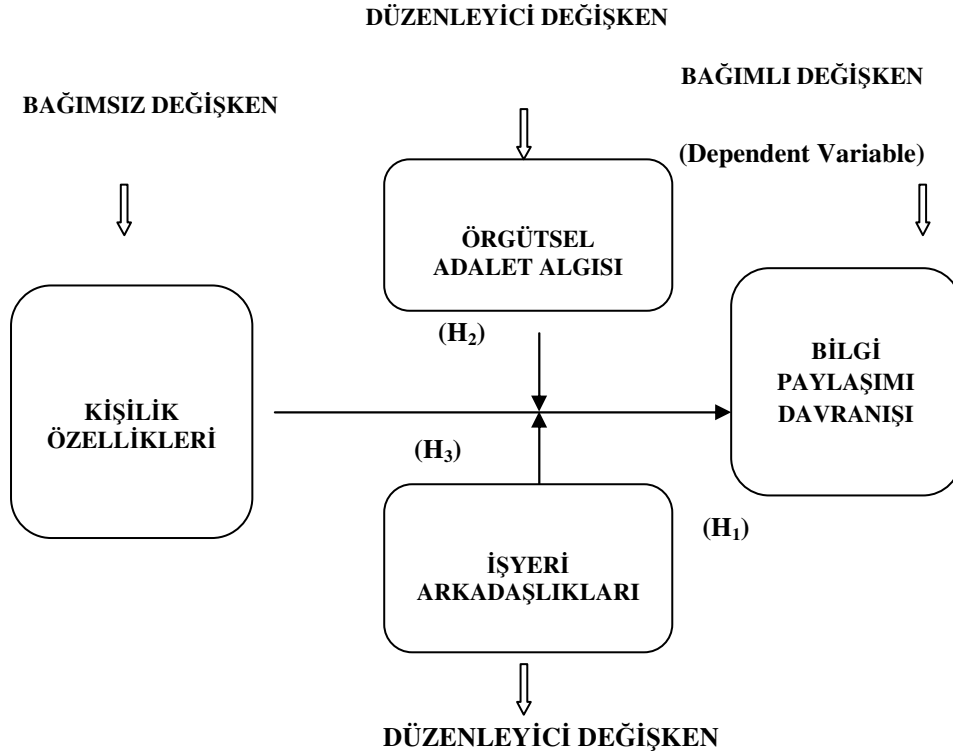 DÜZENLEYİCİ DEĞİŞKEN
BAĞIMLI DEĞİŞKEN
BAĞIMSIZ DEĞİŞKEN
(Dependent Variable)
ÖRGÜTSEL
ADALET ALGISI
(H₂)
BİLGİ
PAYLAŞIMI
DAVRANIŞI
KİŞİLİK
ÖZELLİKLERİ
(H₃)
(H₁)
İŞYERİ
ARKADAŞLIKLARI
DÜZENLEYİCİ DEĞİŞKEN